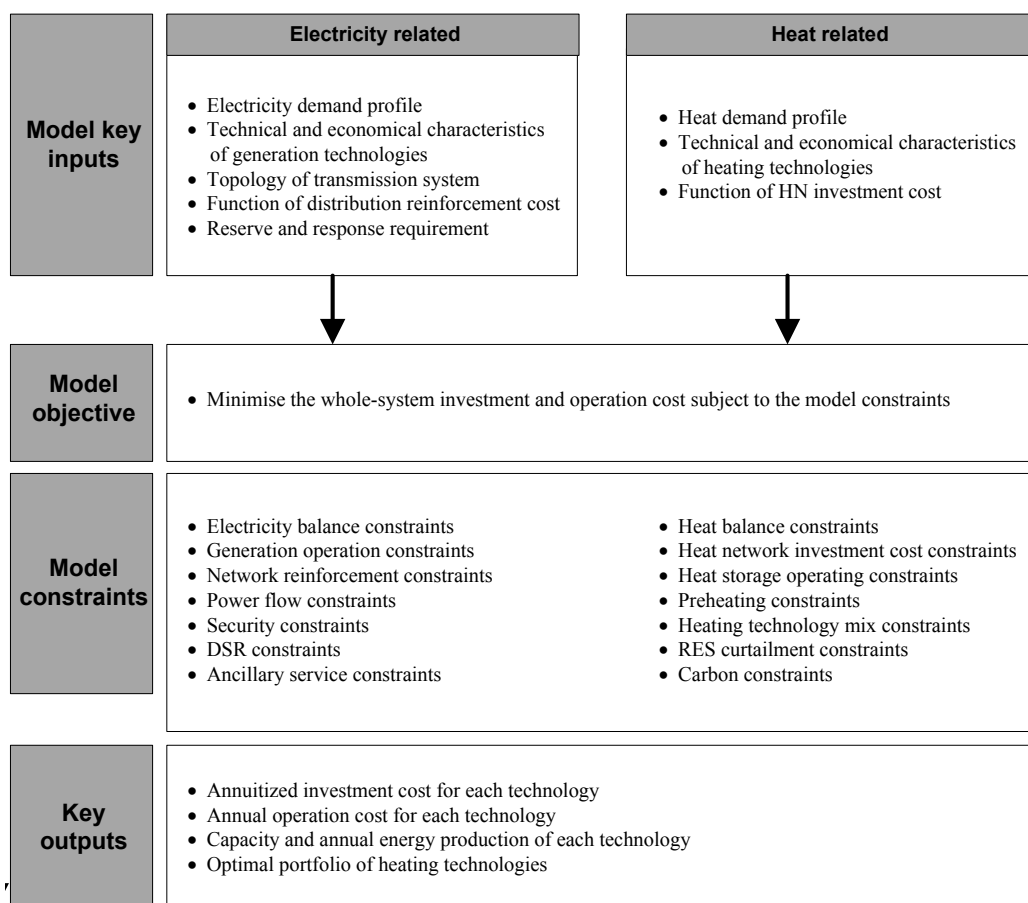 Electricity related
Heat related
Model key
inputs
• Electricity demand profile
• Technical and economical characteristics
of generation technologies
• Topology of transmission system
• Function of distribution reinforcement cost
• Reserve and response requirement
• Heat demand profile
• Technical and economical characteristics
of heating technologies
• Function of HN investment cost
Model
objective
• Minimise the whole-system investment and operation cost subject to the model constraints
Model
constraints
• Electricity balance constraints
• Generation operation constraints
• Network reinforcement constraints
• Power flow constraints
• Security constraints
• DSR constraints
• Ancillary service constraints
• Heat balance constraints
• Heat network investment cost constraints
• Heat storage operating constraints
• Preheating constraints
• Heating technology mix constraints
• RES curtailment constraints
• Carbon constraints
Key
outputs
• Annuitized investment cost for each technology
• Annual operation cost for each technology
• Capacity and annual energy production of each technology
• Optimal portfolio of heating technologies